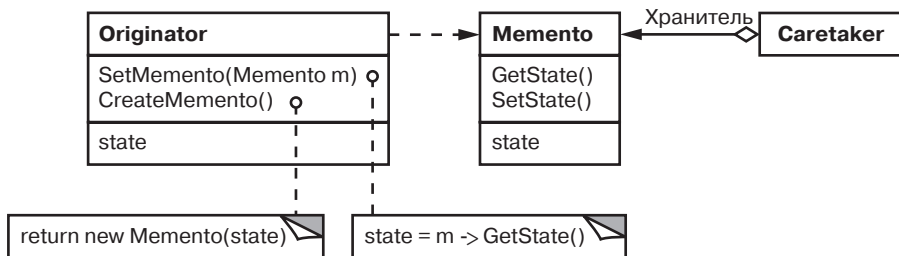 Originator
SetMemento(Memento m)
CreateMemento()
state
Memento
GetState()
SetState()
state
Хранитель
Caretaker
return new Memento(state)
state = m -> GetState()